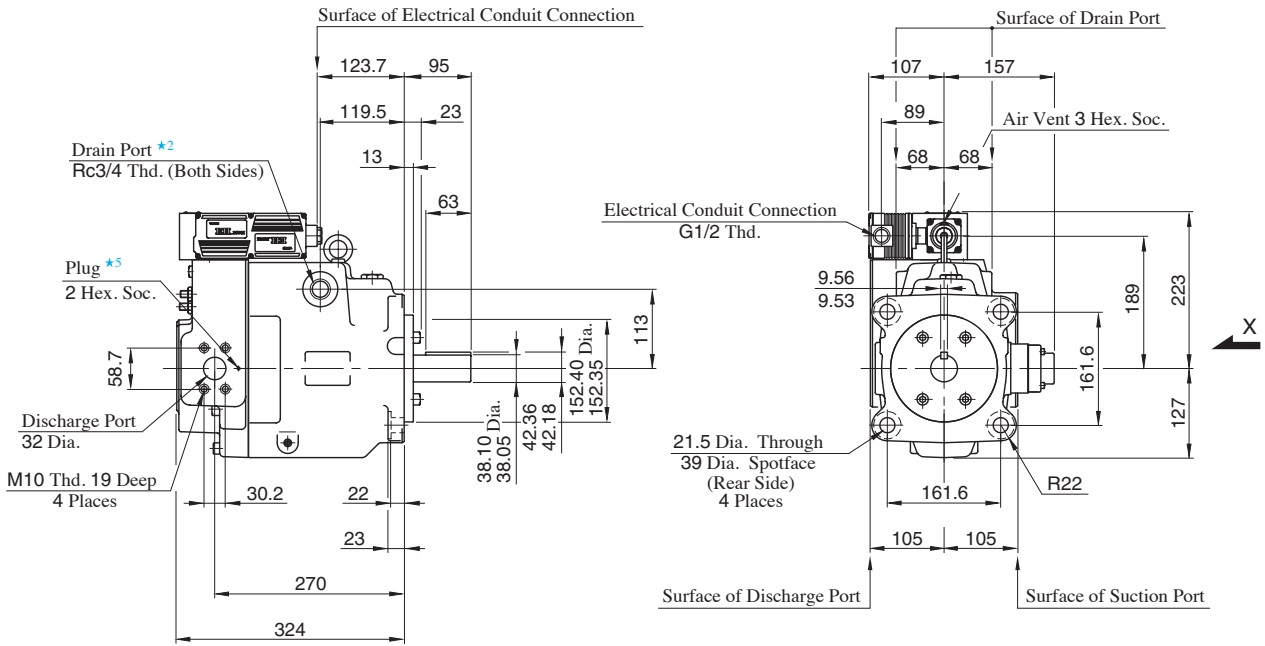 Surface of Electrical Conduit Connection
Surface of Drain Port
123.7
95
107
157
119.5
23
89
Air Vent 3 Hex. Soc.
Drain Port ★2
Rc3/4 Thd. (Both Sides)
13
68
68
63
Electrical Conduit Connection
G1/2 Thd.
Plug ★5
2 Hex. Soc.
9.56
9.53
113
189
223
X
58.7
152.40 Dia.
152.35
161.6
127
Discharge Port
32 Dia.
38.10 Dia.
38.05
42.36
42.18
21.5 Dia. Through
39 Dia. Spotface
(Rear Side)
4 Places
M10 Thd. 19 Deep
4 Places
30.2
22
R22
161.6
23
105
105
270
Surface of Discharge Port
Surface of Suction Port
324